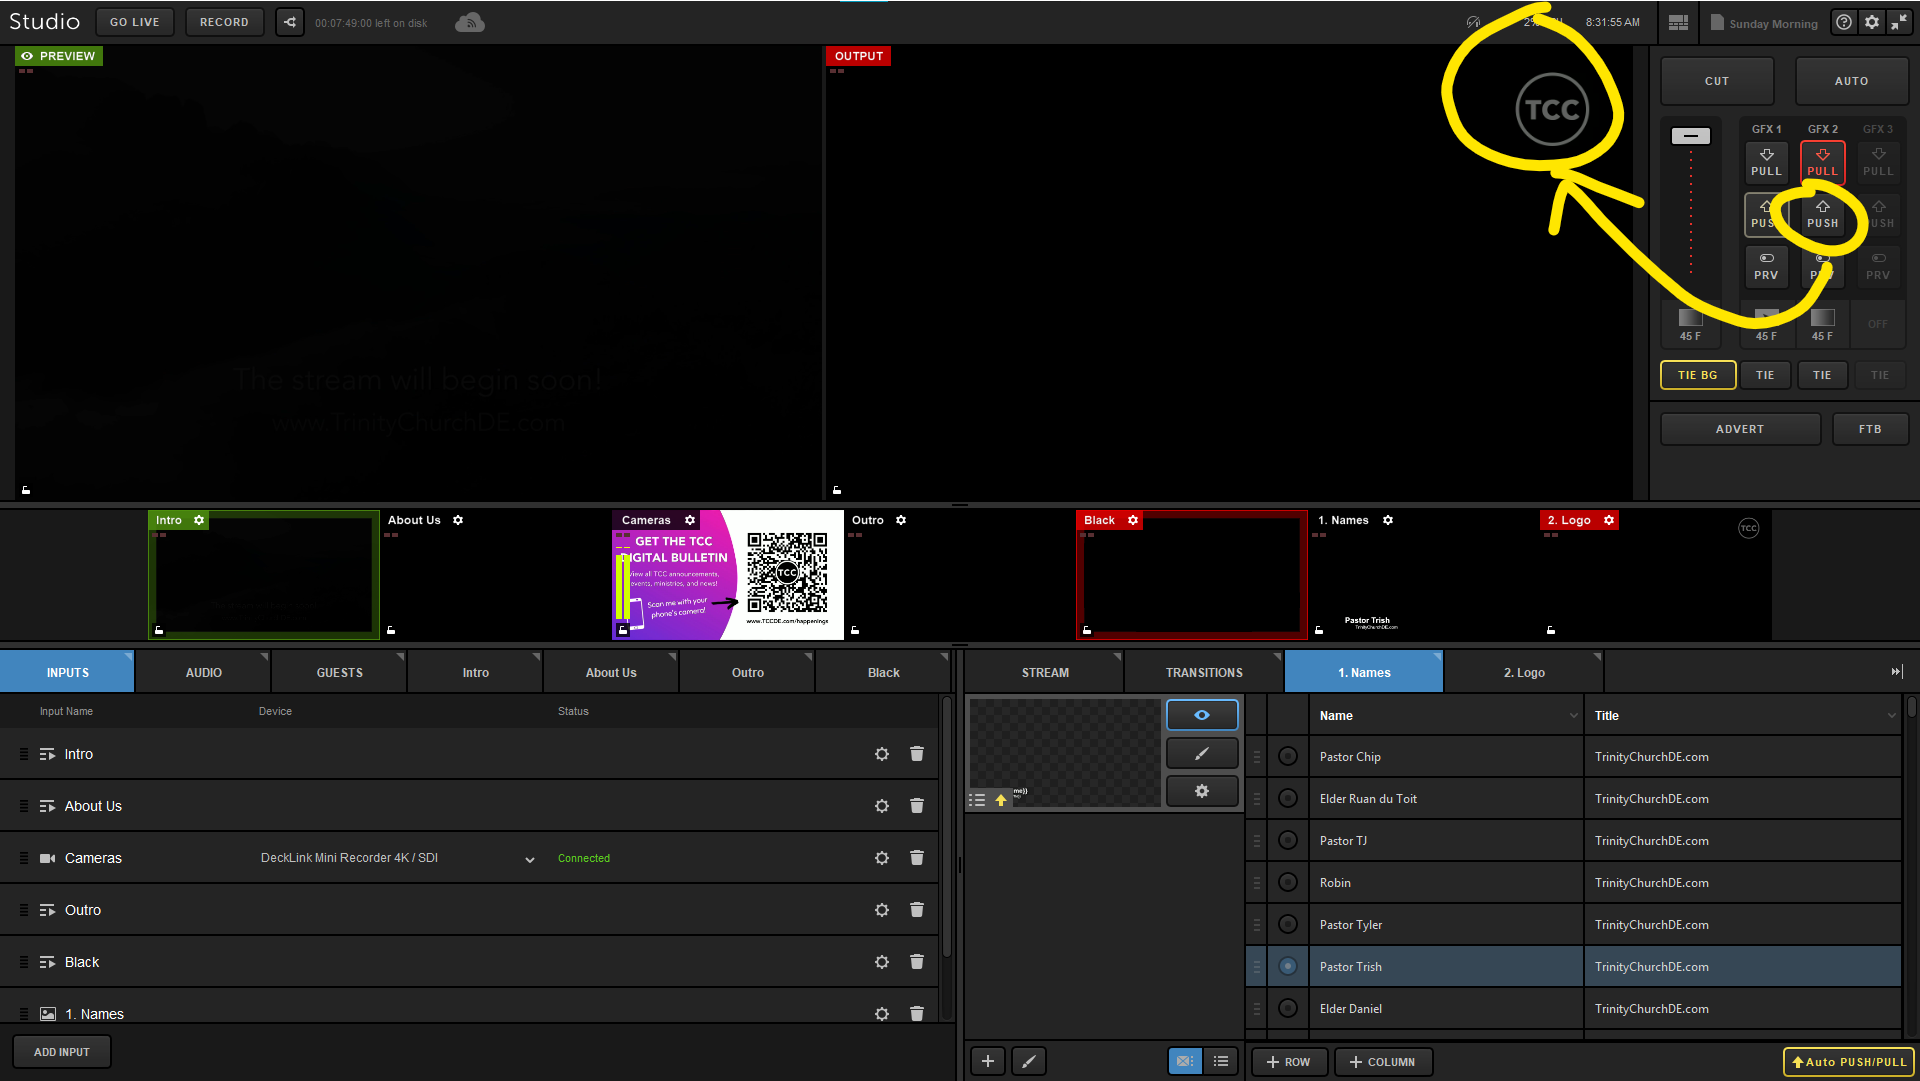 Studio
GO LIVE
RECORD
00:07:49:00 left on disk
8:31:55 AM
Sunday Morning
PREVIEW
OUTPUT
TCC
The stream will begin soon!
www.TrinityChurchDE.com
CUT
AUTO
GFX 1
GFX 2
GFX 3
PULL
PULL
PULL
PUSH
PUSH
PRV
PRV
45 F
45 F
45 F
OFF
TIE BG
TIE
TIE
TIE
ADVERT
FTB
Intro
About Us
Cameras
GET THE TCC
DIGITAL BULLETIN
View all TCC announcements,
events, ministries, and news!
Scan me with your
phone's camera!
TCC
www.TCCDE.com/happenings
Outro
Black
1. Names
Pastor Trish
TrinityChurchDE.com
2. Logo
TCC
INPUTS
AUDIO
GUESTS
Intro
About Us
Outro
Black
STREAM
TRANSITIONS
1. Names
2. Logo
Input Name
Device
Status
Intro
About Us
Cameras
DeckLink Mini Recorder 4K / SDI
Connected
Outro
Black
1. Names
ADD INPUT
Name
Title
Pastor Chip
TrinityChurchDE.com
Elder Ruan du Toit
TrinityChurchDE.com
Pastor TJ
TrinityChurchDE.com
Robin
TrinityChurchDE.com
Pastor Tyler
TrinityChurchDE.com
Pastor Trish
TrinityChurchDE.com
Elder Daniel
TrinityChurchDE.com
ROW
COLUMN
Auto PUSH/PULL